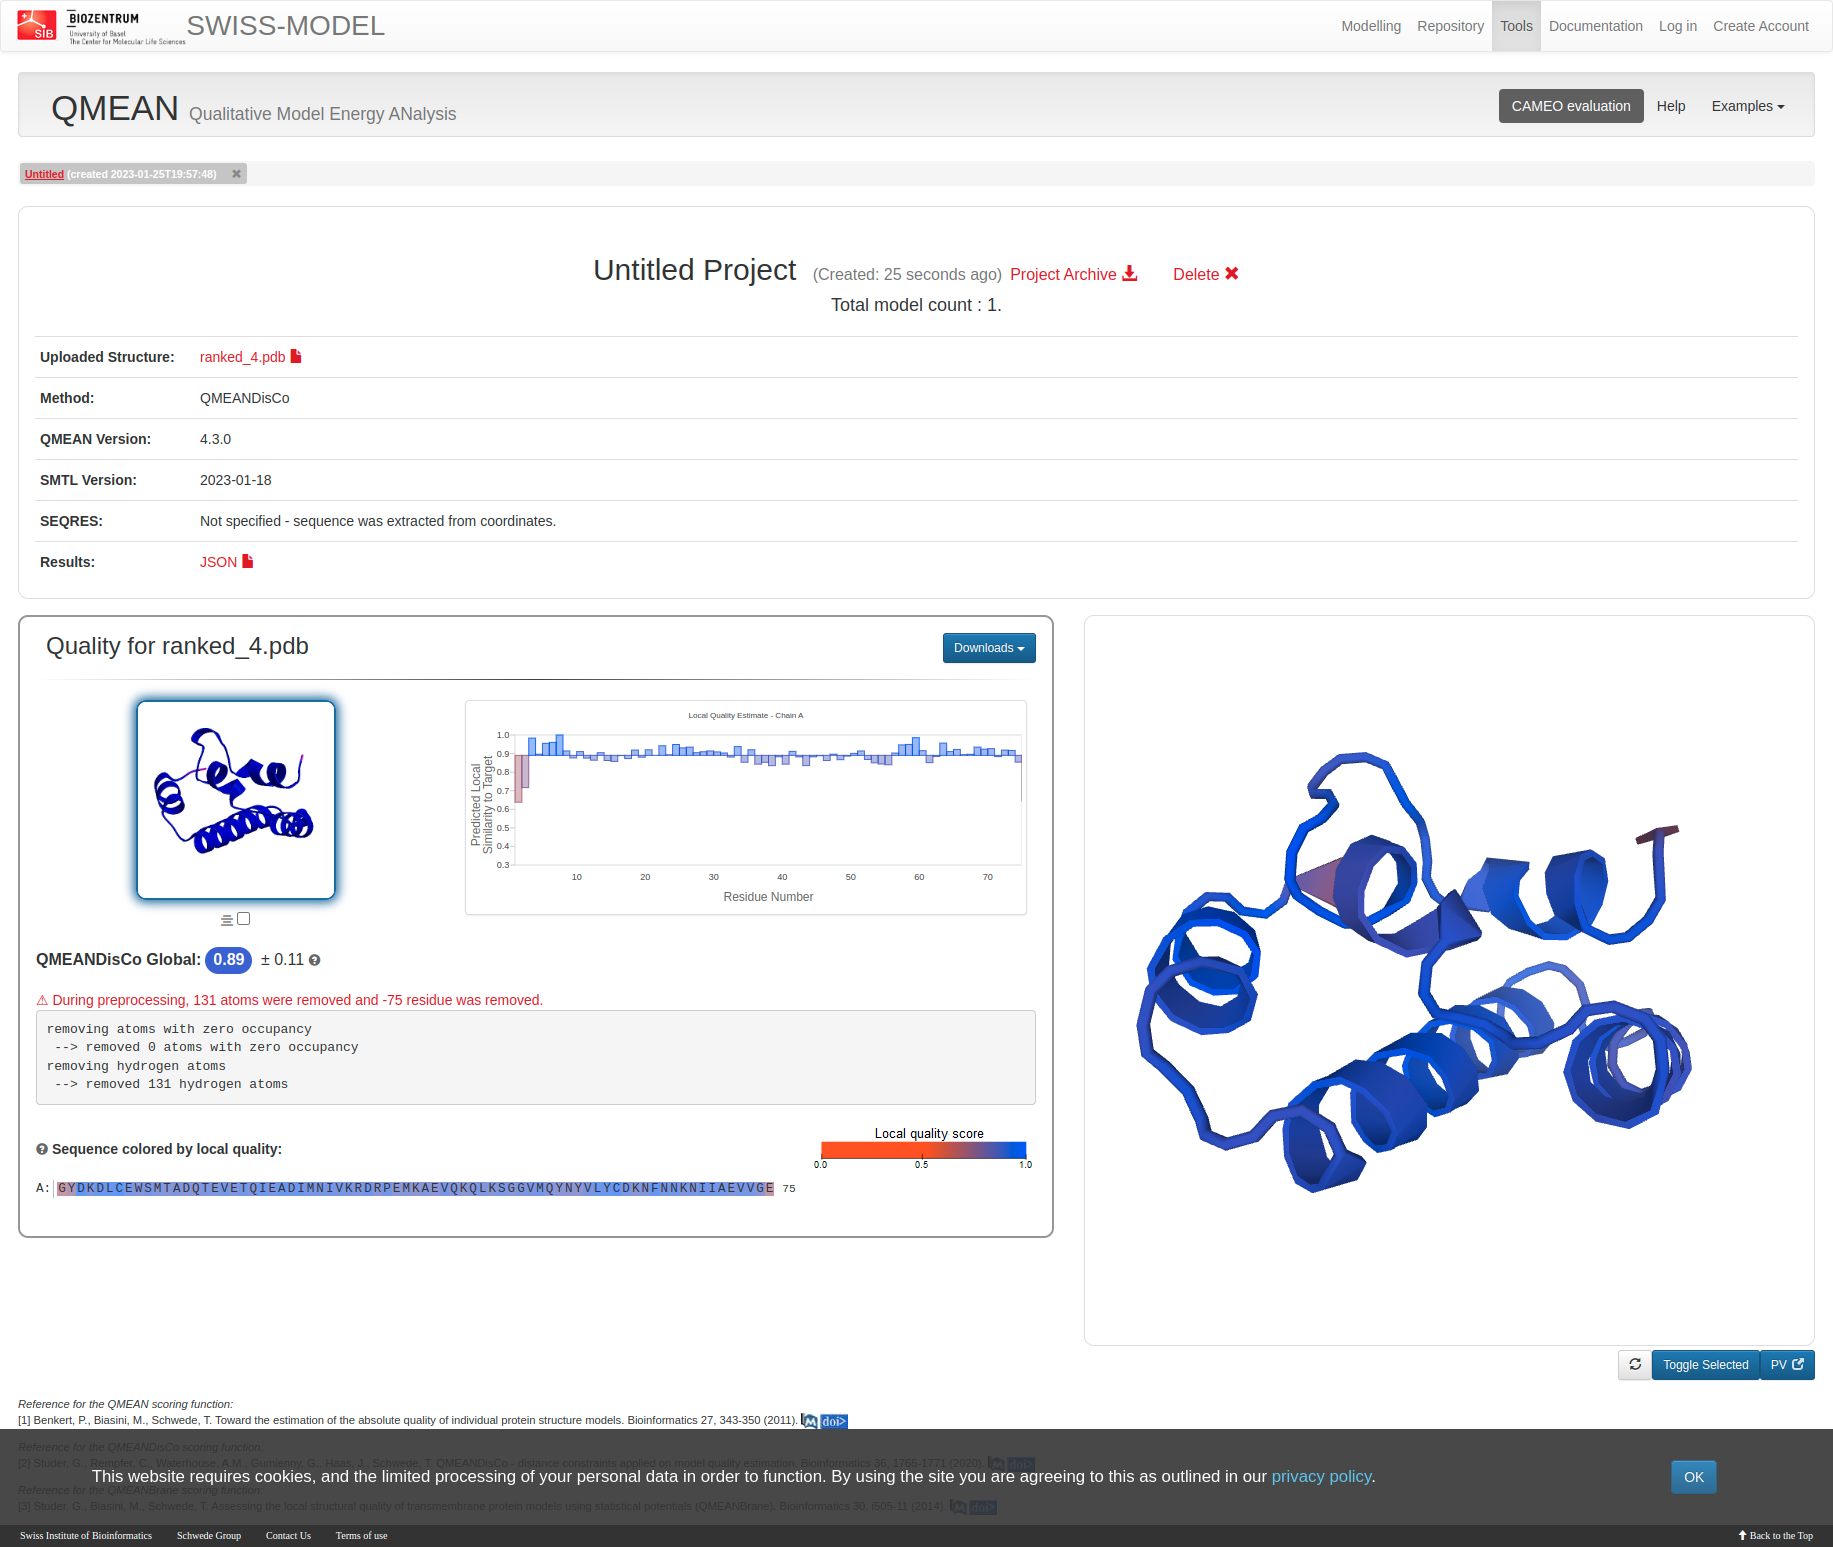 SIB
BIOZENTRUM
University of Basel
The Center for Molecular Life Sciences
SWISS-MODEL
Modelling Repository Tools Documentation Log in Create Account
QMEAN Qualitative Model Energy ANalysis
CAMEO evaluation Help Examples
Untitled (created 2023-01-25T19:57:48) ✖
Untitled Project (Created: 25 seconds ago) Project Archive Delete ✖
Total model count : 1.
Uploaded Structure: ranked_4.pdb
Method: QMEANDisCo
QMEAN Version: 4.3.0
SMTL Version: 2023-01-18
SEQRES: Not specified - sequence was extracted from coordinates.
Results: JSON
Quality for ranked_4.pdb
Downloads
Local Quality Estimate - Chain A
Predicted Local
Similarity to Target
1.0
0.9
0.8
0.7
0.6
0.5
0.4
0.3
10 20 30 40 50 60 70
Residue Number
QMEANDisCo Global: 0.89 ± 0.11
⚠ During preprocessing, 131 atoms were removed and -75 residue was removed.
removing atoms with zero occupancy
--> removed 0 atoms with zero occupancy
removing hydrogen atoms
--> removed 131 hydrogen atoms
Sequence colored by local quality:
Local quality score
0.0 0.5 1.0
A: GYDKDLCEWSMTADQTEVETQIEADIMNIVKRDRPEMKAEVQKQLKSGGVMQYNYVLYCDKNFNNKNIIAEVVGE 75
Toggle Selected PV
Reference for the QMEAN scoring function:
[1] Benkert, P., Biasini, M., Schwede, T. Toward the estimation of the absolute quality of individual protein structure models. Bioinformatics 27, 343-350 (2011). M doi>
Reference for the QMEANDisCo scoring function:
[2] Studer, G., Rempfer, C., Waterhouse, A.M., Gumienny, G., Haas, J., Schwede, T. QMEANDisCo - distance constraints applied on model quality estimation. Bioinformatics 36, 1765-1771 (2020). M doi>
This website requires cookies, and the limited processing of your personal data in order to function. By using the site you are agreeing to this as outlined in our privacy policy.
OK
Reference for the QMEANBrane scoring function:
[3] Studer, G., Biasini, M., Schwede, T. Assessing the local structural quality of transmembrane protein models using statistical potentials (QMEANBrane). Bioinformatics 30, i505-11 (2014). M doi>
Swiss Institute of Bioinformatics Schwede Group Contact Us Terms of use
Back to the Top